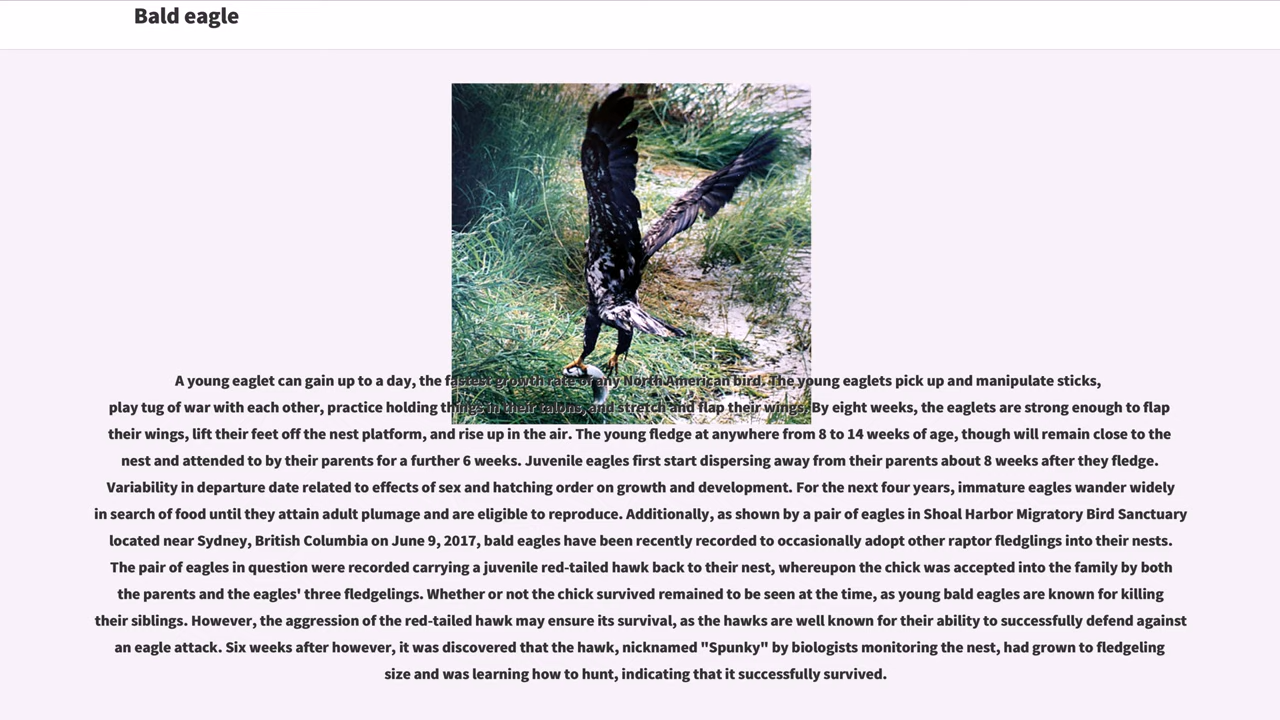 Bald eagle
A young eaglet can gain up to a day, the fastest growth rate of any North American bird. The young eaglets pick up and manipulate sticks,
play tug of war with each other, practice holding things in their talons, and stretch and flap their wings. By eight weeks, the eaglets are strong enough to flap
their wings, lift their feet off the nest platform, and rise up in the air. The young fledge at anywhere from 8 to 14 weeks of age, though will remain close to the
nest and attended to by their parents for a further 6 weeks. Juvenile eagles first start dispersing away from their parents about 8 weeks after they fledge.
Variability in departure date related to effects of sex and hatching order on growth and development. For the next four years, immature eagles wander widely
in search of food until they attain adult plumage and are eligible to reproduce. Additionally, as shown by a pair of eagles in Shoal Harbor Migratory Bird Sanctuary
located near Sydney, British Columbia on June 9, 2017, bald eagles have been recently recorded to occasionally adopt other raptor fledglings into their nests.
The pair of eagles in question were recorded carrying a juvenile red-tailed hawk back to their nest, whereupon the chick was accepted into the family by both
the parents and the eagles' three fledgelings. Whether or not the chick survived remained to be seen at the time, as young bald eagles are known for killing
their siblings. However, the aggression of the red-tailed hawk may ensure its survival, as the hawks are well known for their ability to successfully defend against
an eagle attack. Six weeks after however, it was discovered that the hawk, nicknamed "Spunky" by biologists monitoring the nest, had grown to fledgeling
size and was learning how to hunt, indicating that it successfully survived.